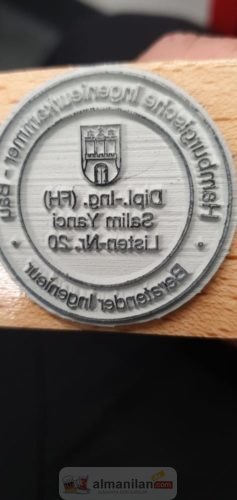 Hamburgische Ingenieurkammer - Bau
Dipl.-Ing. (FH)
Salim Yanci
Listen-Nr. 20
Beratender Ingenieur
almanilan.com